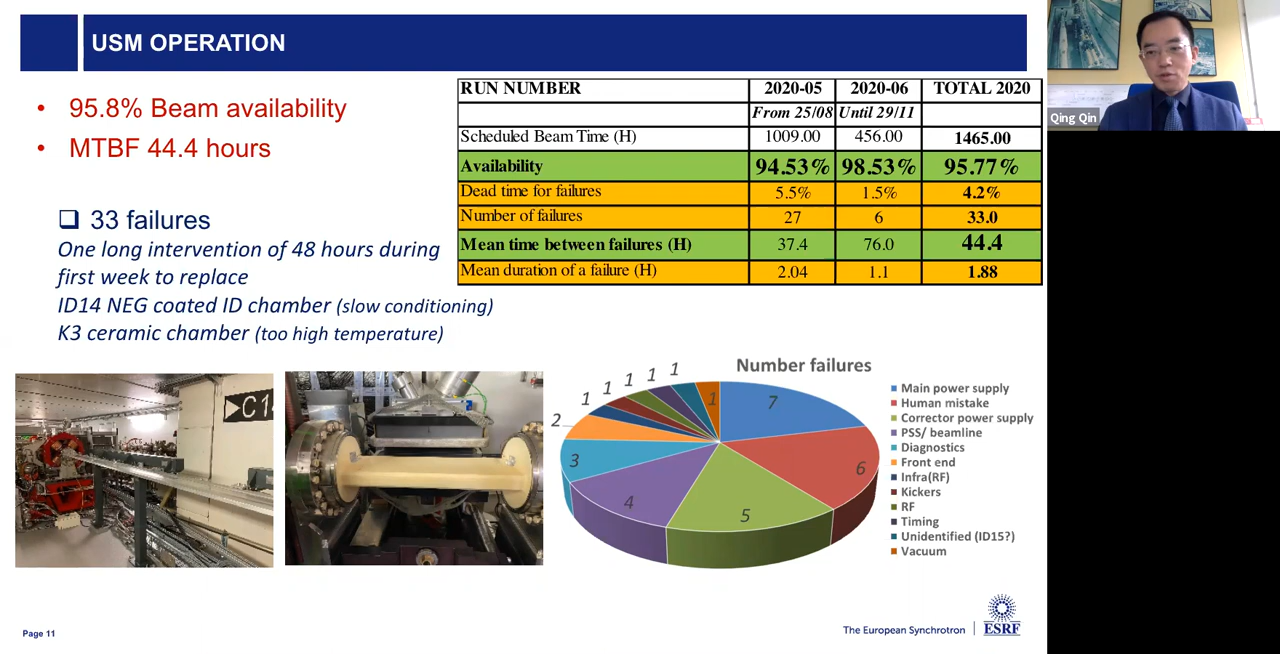 USM OPERATION
• 95.8% Beam availability
• MTBF 44.4 hours
❑ 33 failures
One long intervention of 48 hours during
first week to replace
ID14 NEG coated ID chamber (slow conditioning)
K3 ceramic chamber (too high temperature)
RUN NUMBER 2020-05 2020-06 TOTAL 2020
From 25/08 Until 29/11
Scheduled Beam Time (H) 1009.00 456.00 1465.00
Availability 94.53% 98.53% 95.77%
Dead time for failures 5.5% 1.5% 4.2%
Number of failures 27 6 33.0
Mean time between failures (H) 37.4 76.0 44.4
Mean duration of a failure (H) 2.04 1.1 1.88
Qing Qin
C1
Number failures
7
6
5
4
3
2
1
1
1
1
1
1
Main power supply
Human mistake
Corrector power supply
PSS/ beamline
Diagnostics
Front end
Infra(RF)
Kickers
RF
Timing
Unidentified (ID15?)
Vacuum
Page 11
The European Synchrotron
ESRF